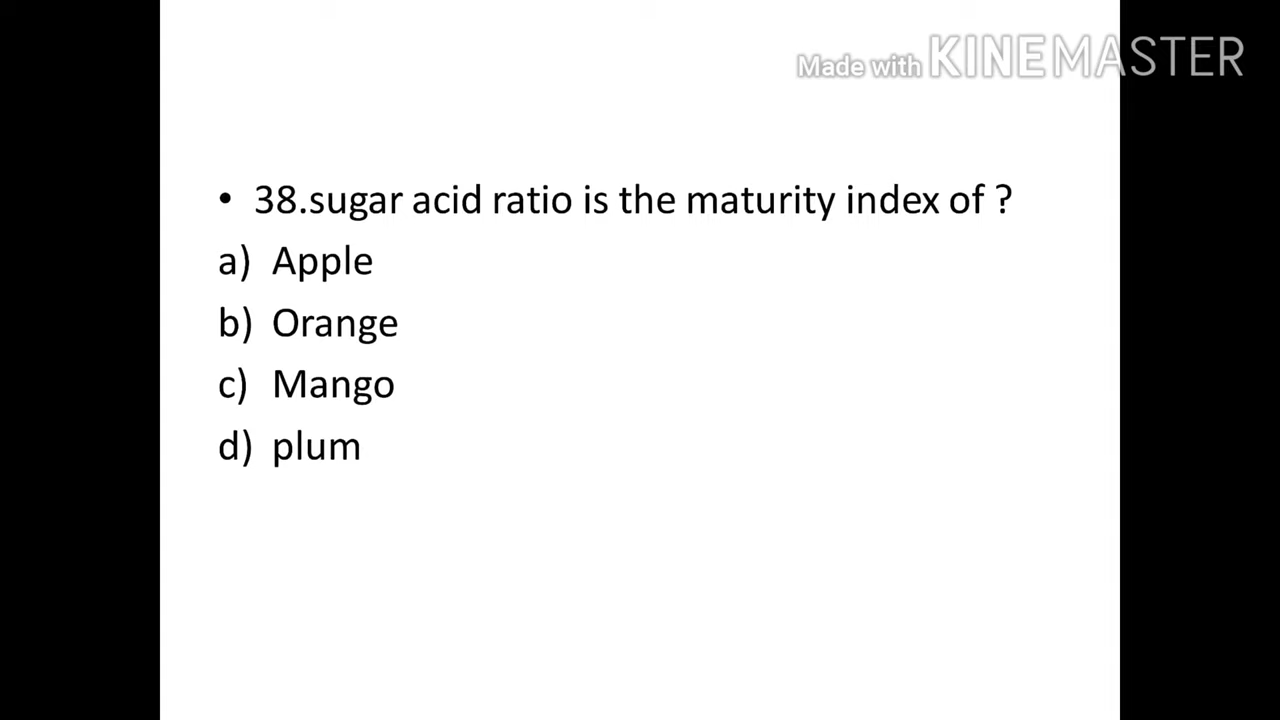 Made with KINEMASTER
• 38.sugar acid ratio is the maturity index of ?
a) Apple
b) Orange
c) Mango
d) plum